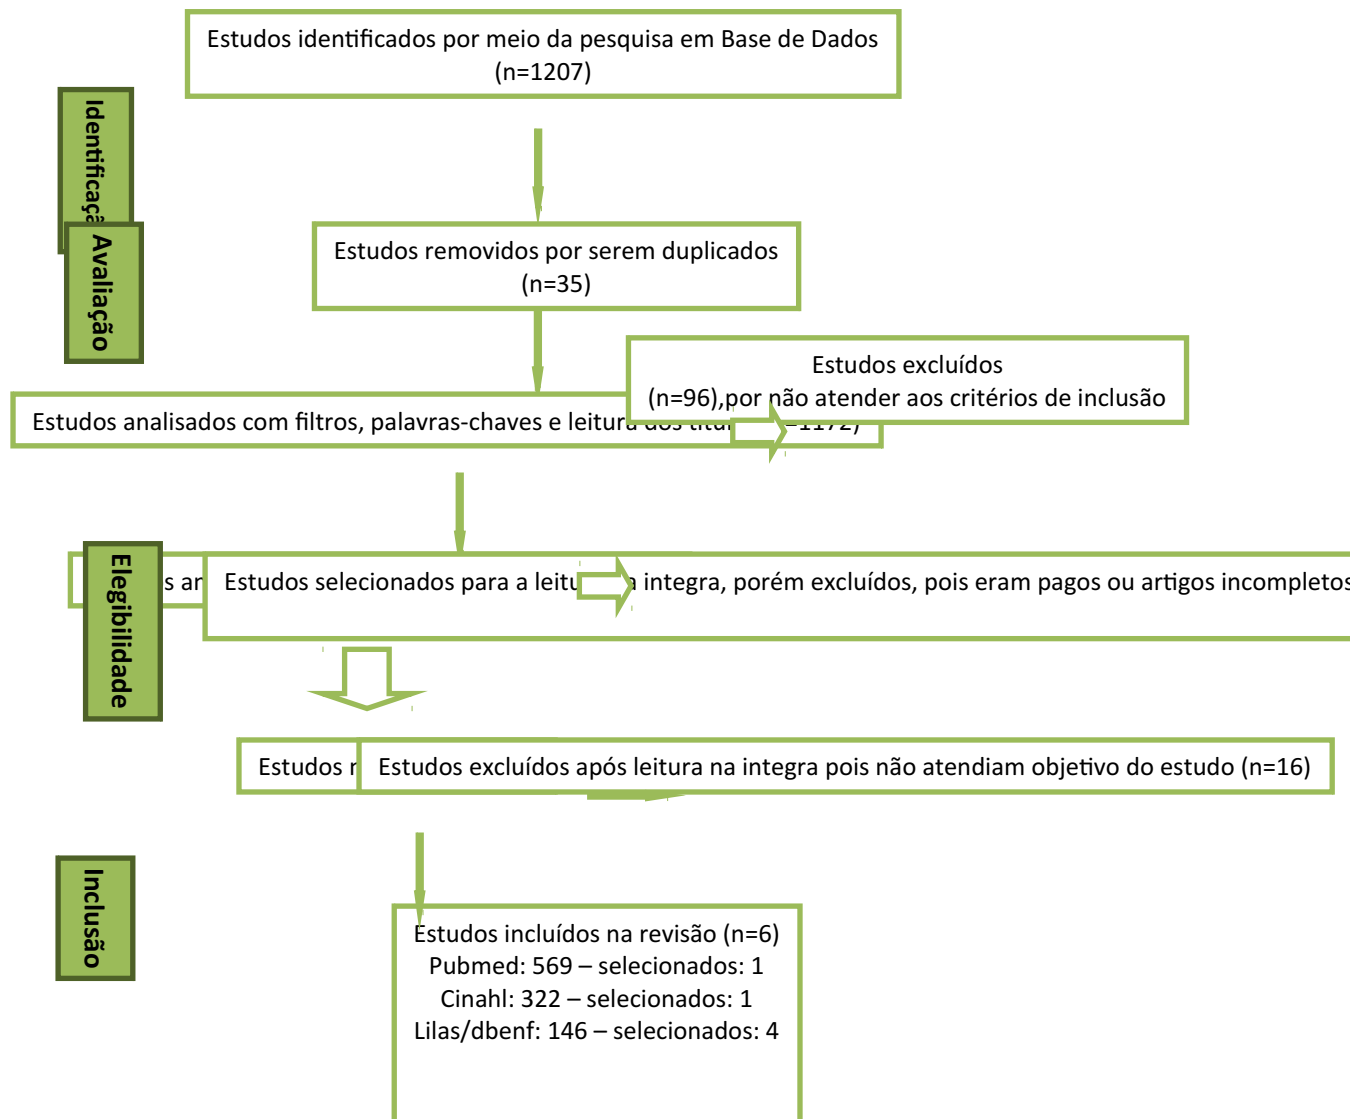 Estudos identificados por meio da pesquisa em Base de Dados
(n=1207)
Identificaçã
Avaliação
Estudos removidos por serem duplicados
(n=35)
Estudos excluídos
(n=96),por não atender aos critérios de inclusão
Estudos analisados com filtros, palavras-chaves e leitura dos =1172)
Elegibilidade
Estudos selecionados para a integra, porém excluídos, pois eram pagos ou artigos incompletos
Estudos
Estudos excluídos após leitura na integra pois não atendiam objetivo do estudo (n=16)
Inclusão
Estudos incluídos na revisão (n=6)
Pubmed: 569 – selecionados: 1
Cinahl: 322 – selecionados: 1
Lilas/dbenf: 146 – selecionados: 4